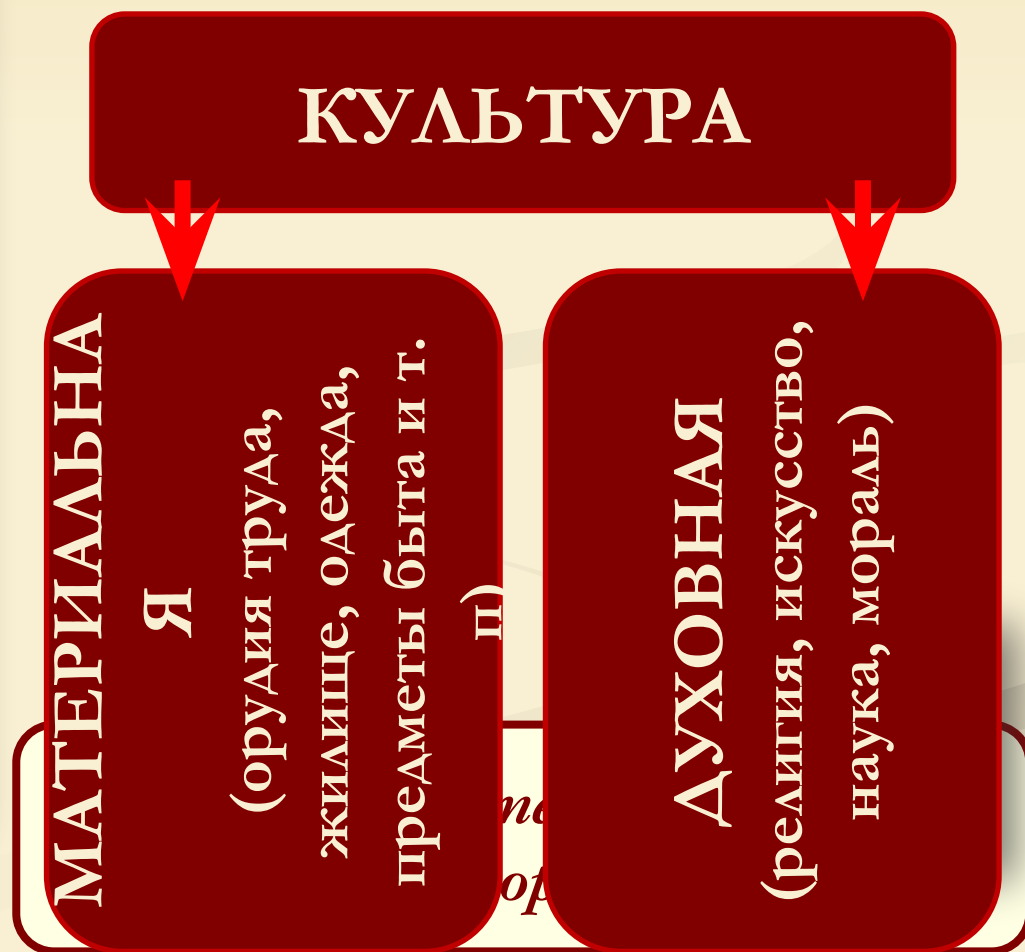 КУЛЬТУРА
МАТЕРИАЛЬНА
Я
(орудия труда,
жилище, одежда,
предметы быта и т.
п)
ДУХОВНАЯ
(религия, искусство,
наука, мораль)